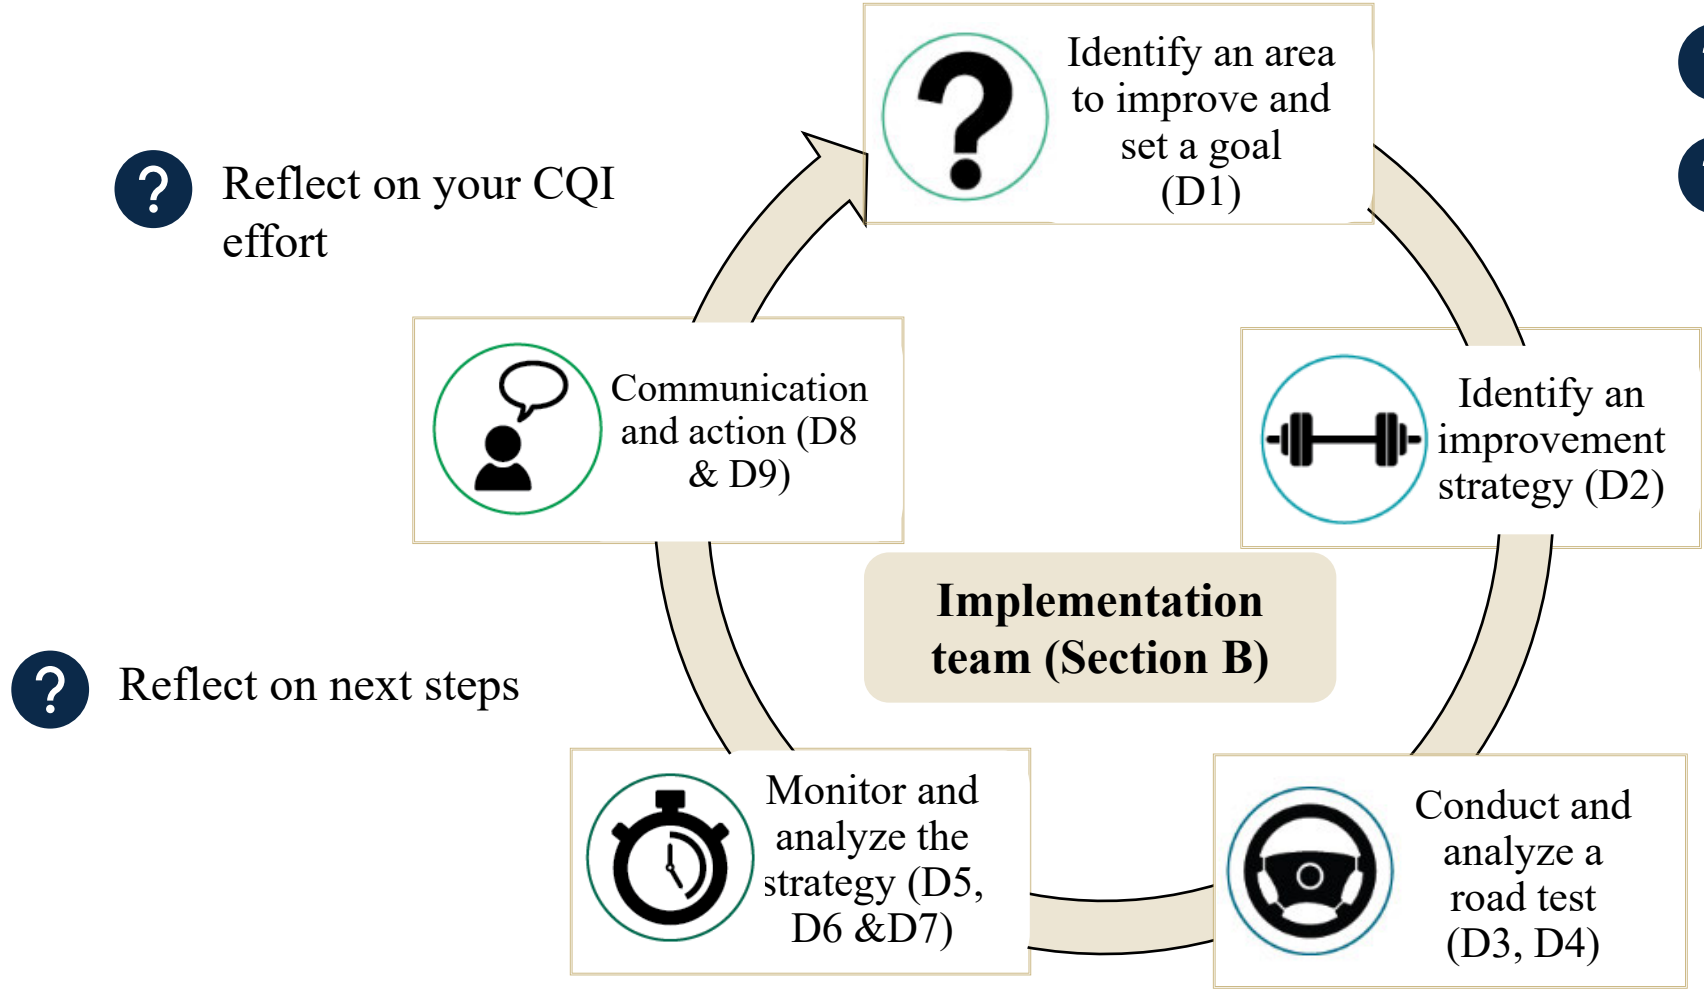 Identify an area
to improve and
set a goal
(D1)
Reflect on your CQI
effort
Communication
and action (D8
& D9)
Identify an
improvement
strategy (D2)
Implementation
team (Section B)
Reflect on next steps
Monitor and
analyze the
strategy (D5,
D6 &D7)
Conduct and
analyze a
road test
(D3, D4)